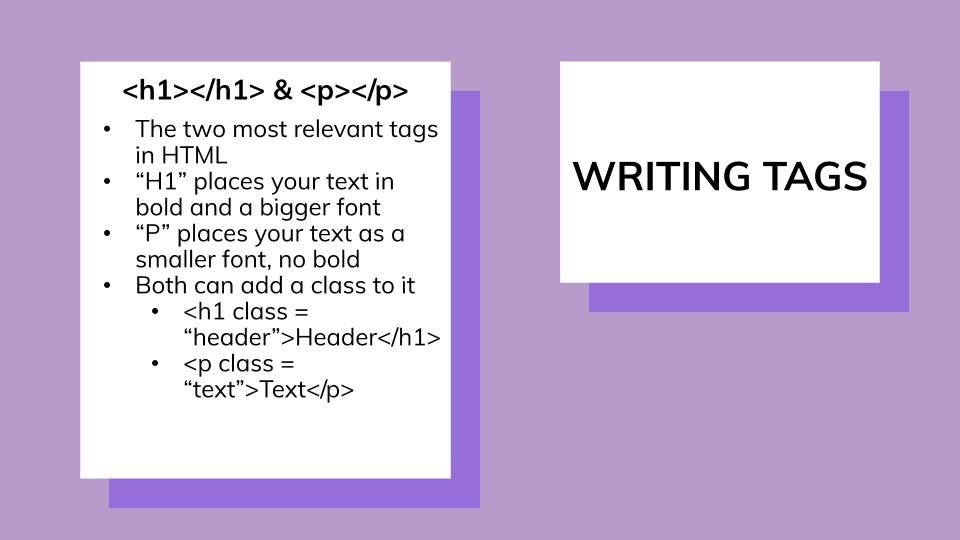 <h1></h1> & <p></p>
• The two most relevant tags
in HTML
• “H1” places your text in
bold and a bigger font
• “P” places your text as a
smaller font, no bold
• Both can add a class to it
• <h1 class =
“header”>Header</h1>
• <p class =
“text”>Text</p>
WRITING TAGS